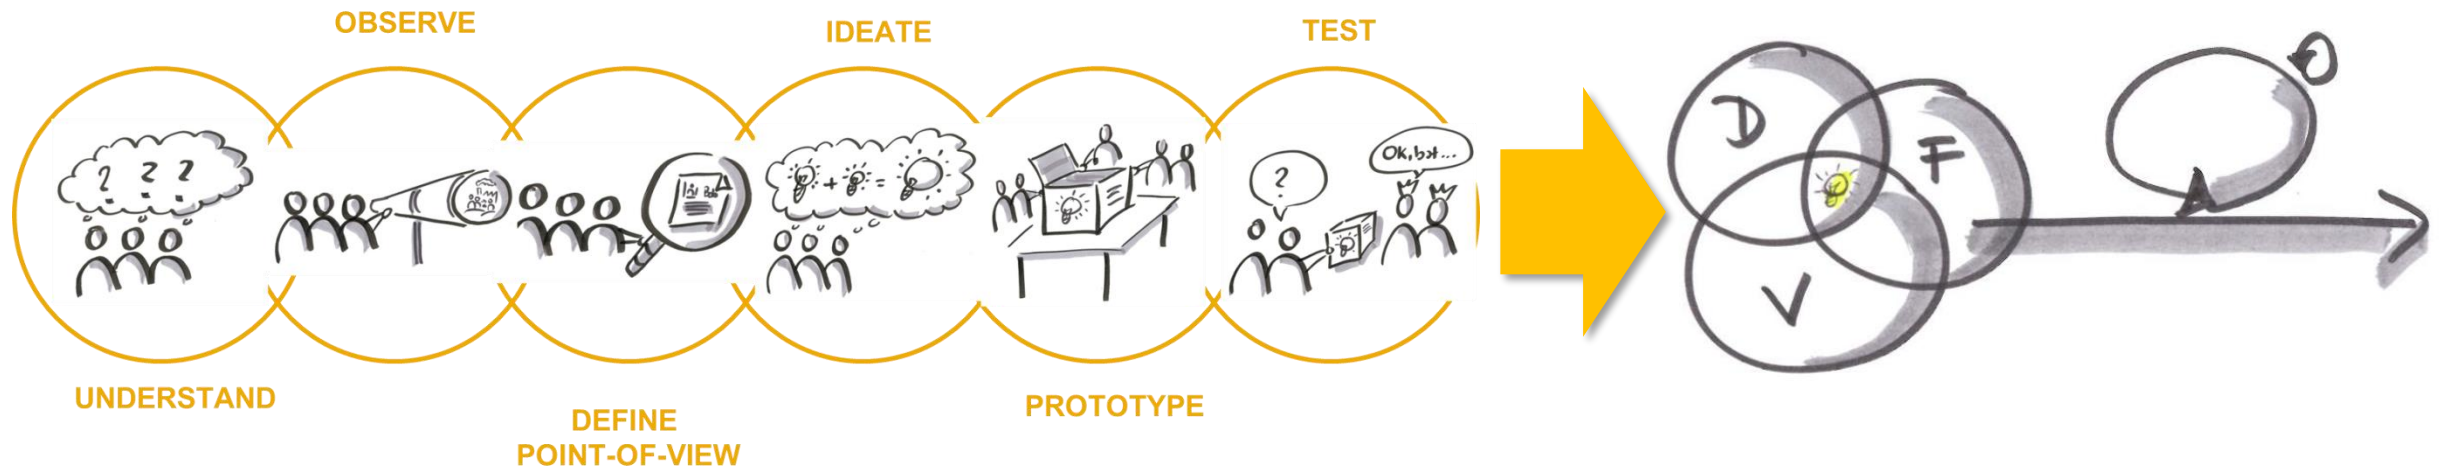 OBSERVE
IDEATE
TEST
? ? ?
+ =
?
Ok, but...
D
F
V
UNDERSTAND
PROTOTYPE
DEFINE
POINT-OF-VIEW